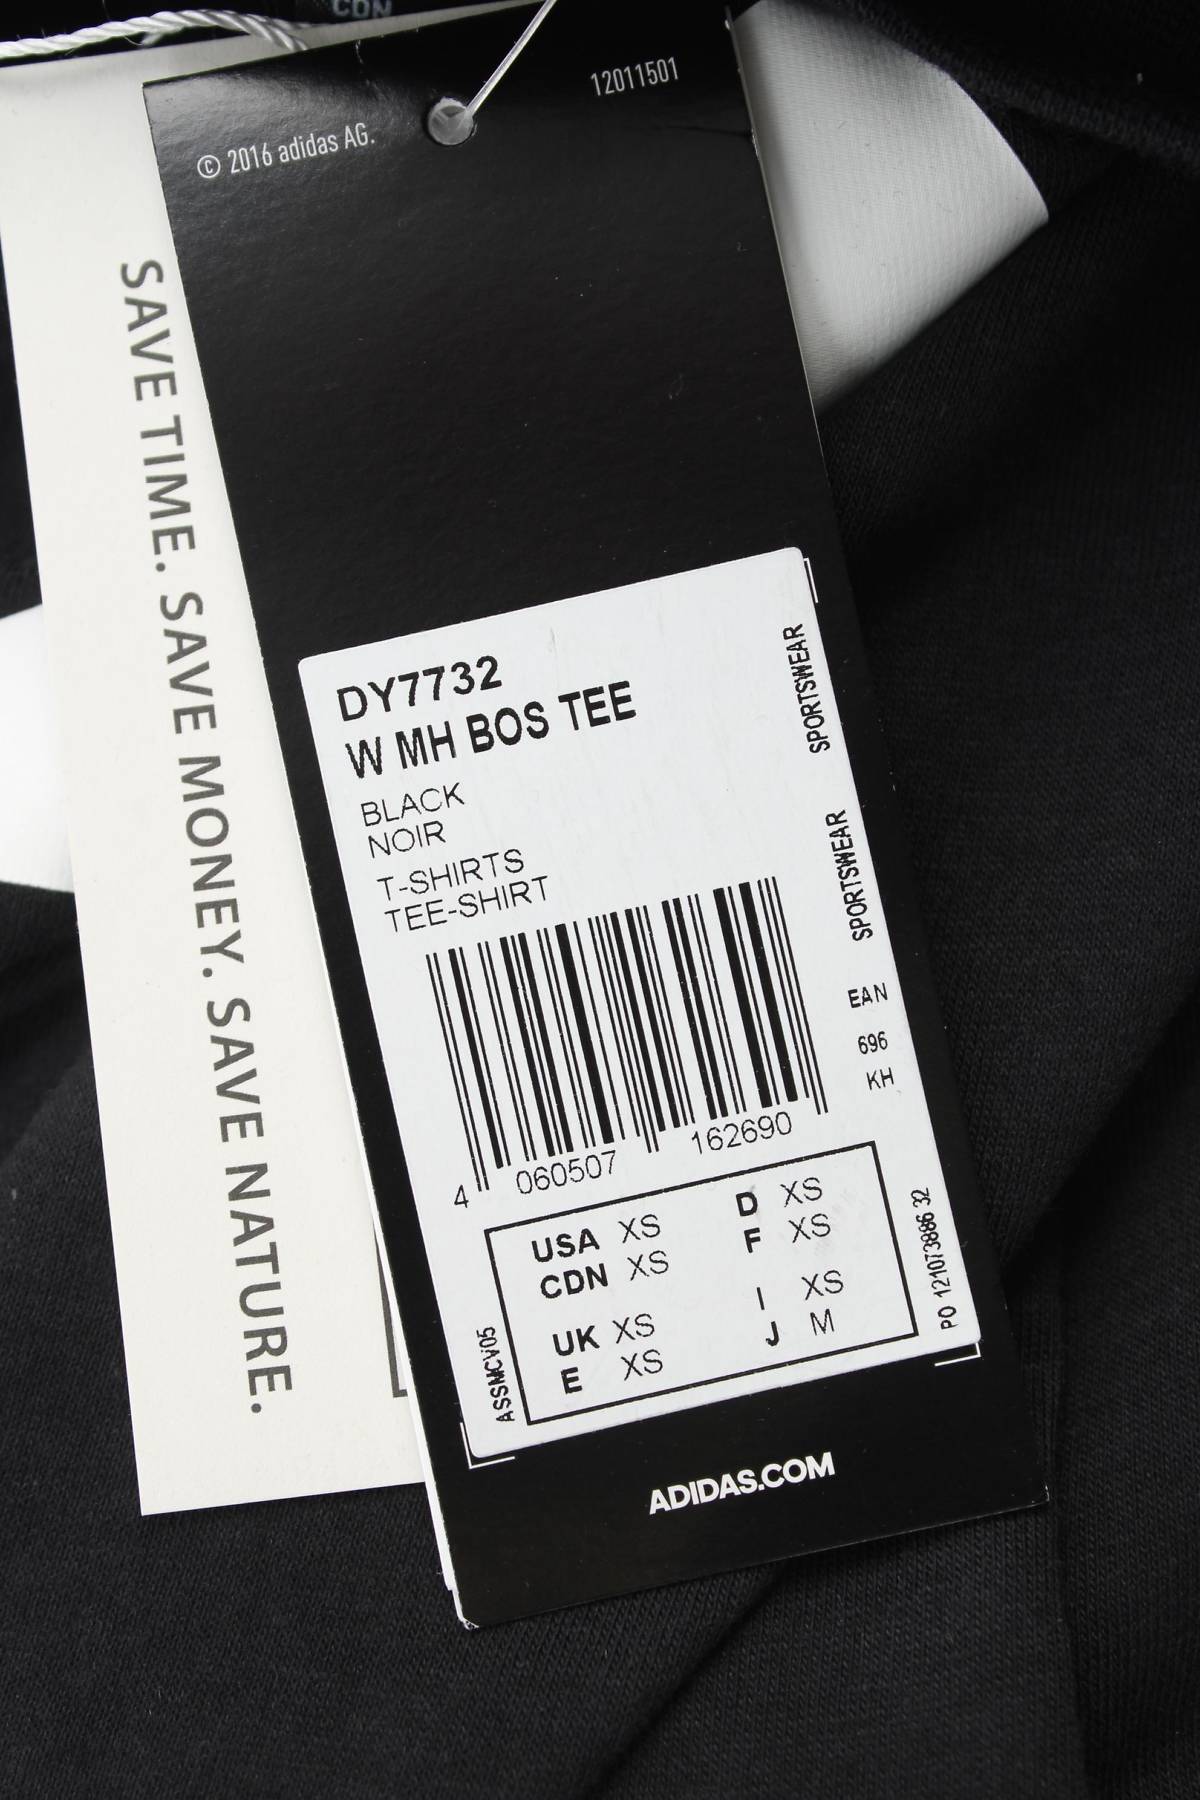 CDN
12011501
© 2016 adidas AG.
SAVE TIME. SAVE MONEY. SAVE NATURE.
DY7732
W MH BOS TEE
BLACK
NOIR
T-SHIRTS
TEE-SHIRT
SPORTSWEAR
SPORTSWEAR
EAN
696
KH
4 060507 162690
USA XS D XS
CDN XS F XS
UK XS I XS
E XS J M
ASSMCV05
PO 121073886 32
ADIDAS.COM